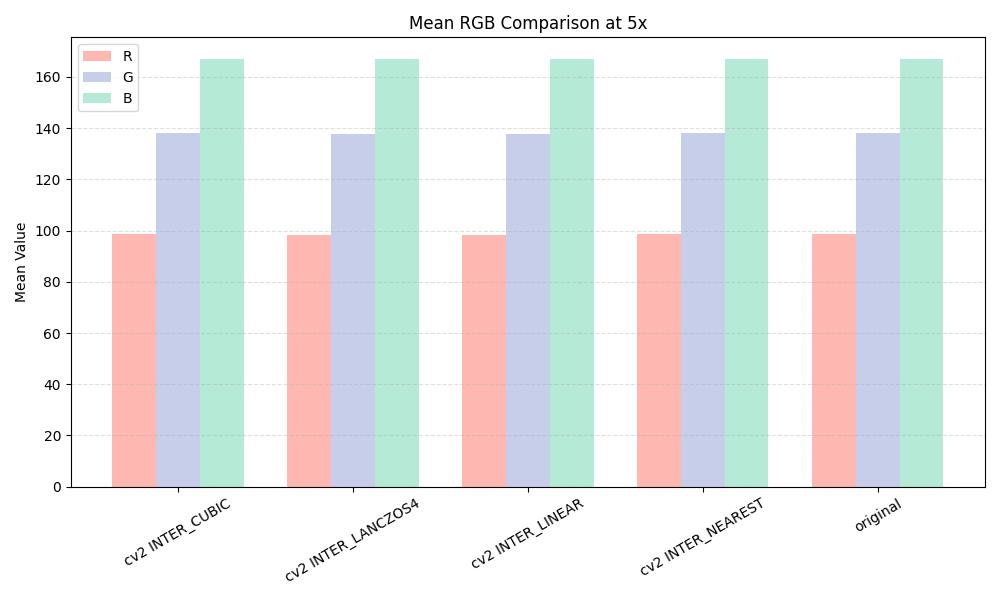 Mean RGB Comparison at 5x
R
G
B
Mean Value
160
140
120
100
80
60
40
20
0
cv2 INTER_CUBIC
cv2 INTER_LANCZOS4
cv2 INTER_LINEAR
cv2 INTER_NEAREST
original